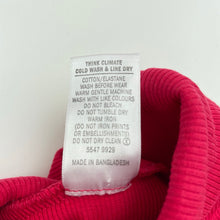 THINK CLIMATE
COLD WASH & LINE DRY
COTTON/ELASTANE
WASH BEFORE WEAR
WARM GENTLE MACHINE
WASH WITH LIKE COLOURS
DO NOT BLEACH
DO NOT TUMBLE DRY
WARM IRON
(DO NOT IRON PRINTS
OR EMBELLISHMENTS)
DO NOT DRY CLEAN
5547 9929
MADE IN BANGLADESH